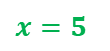 x = 5